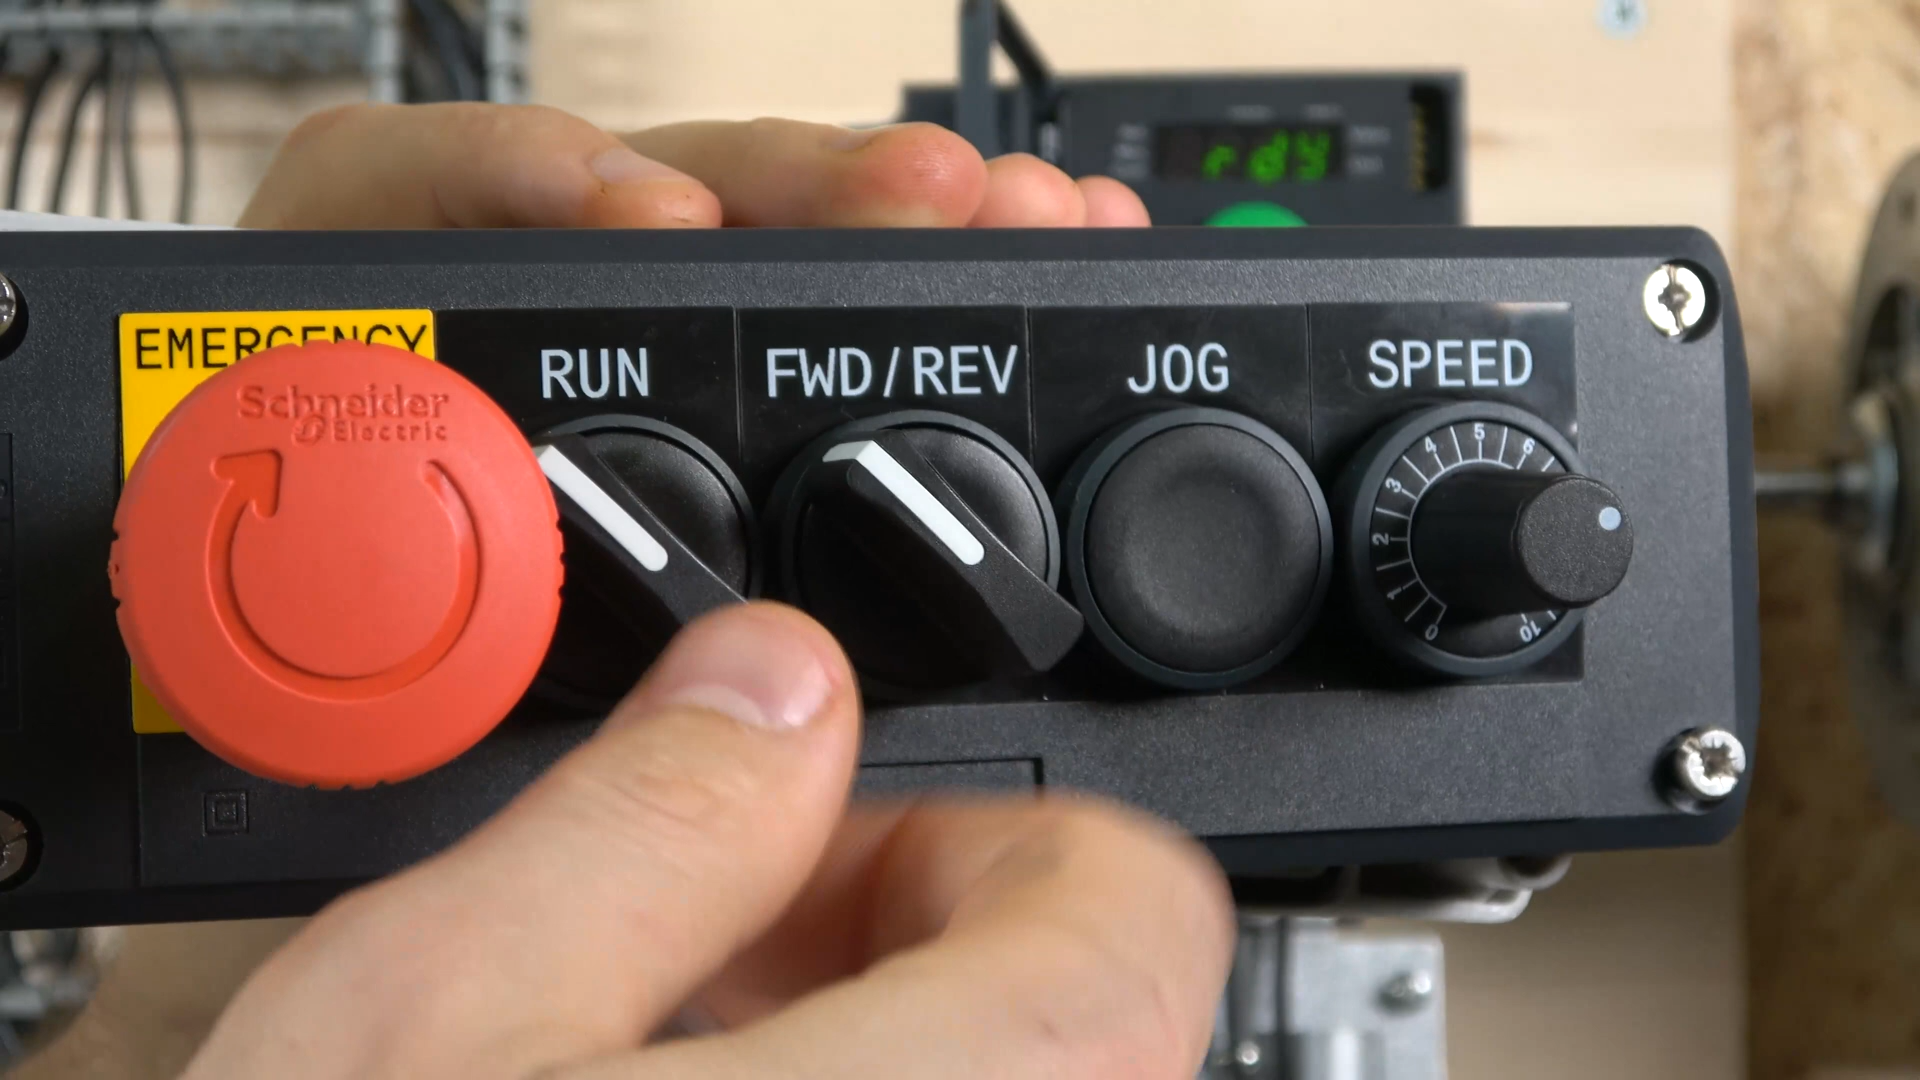 rdY
EMERGENCY
RUN
FWD/REV
JOG
SPEED
Schneider
Electric
0
1
2
3
4
5
6
10